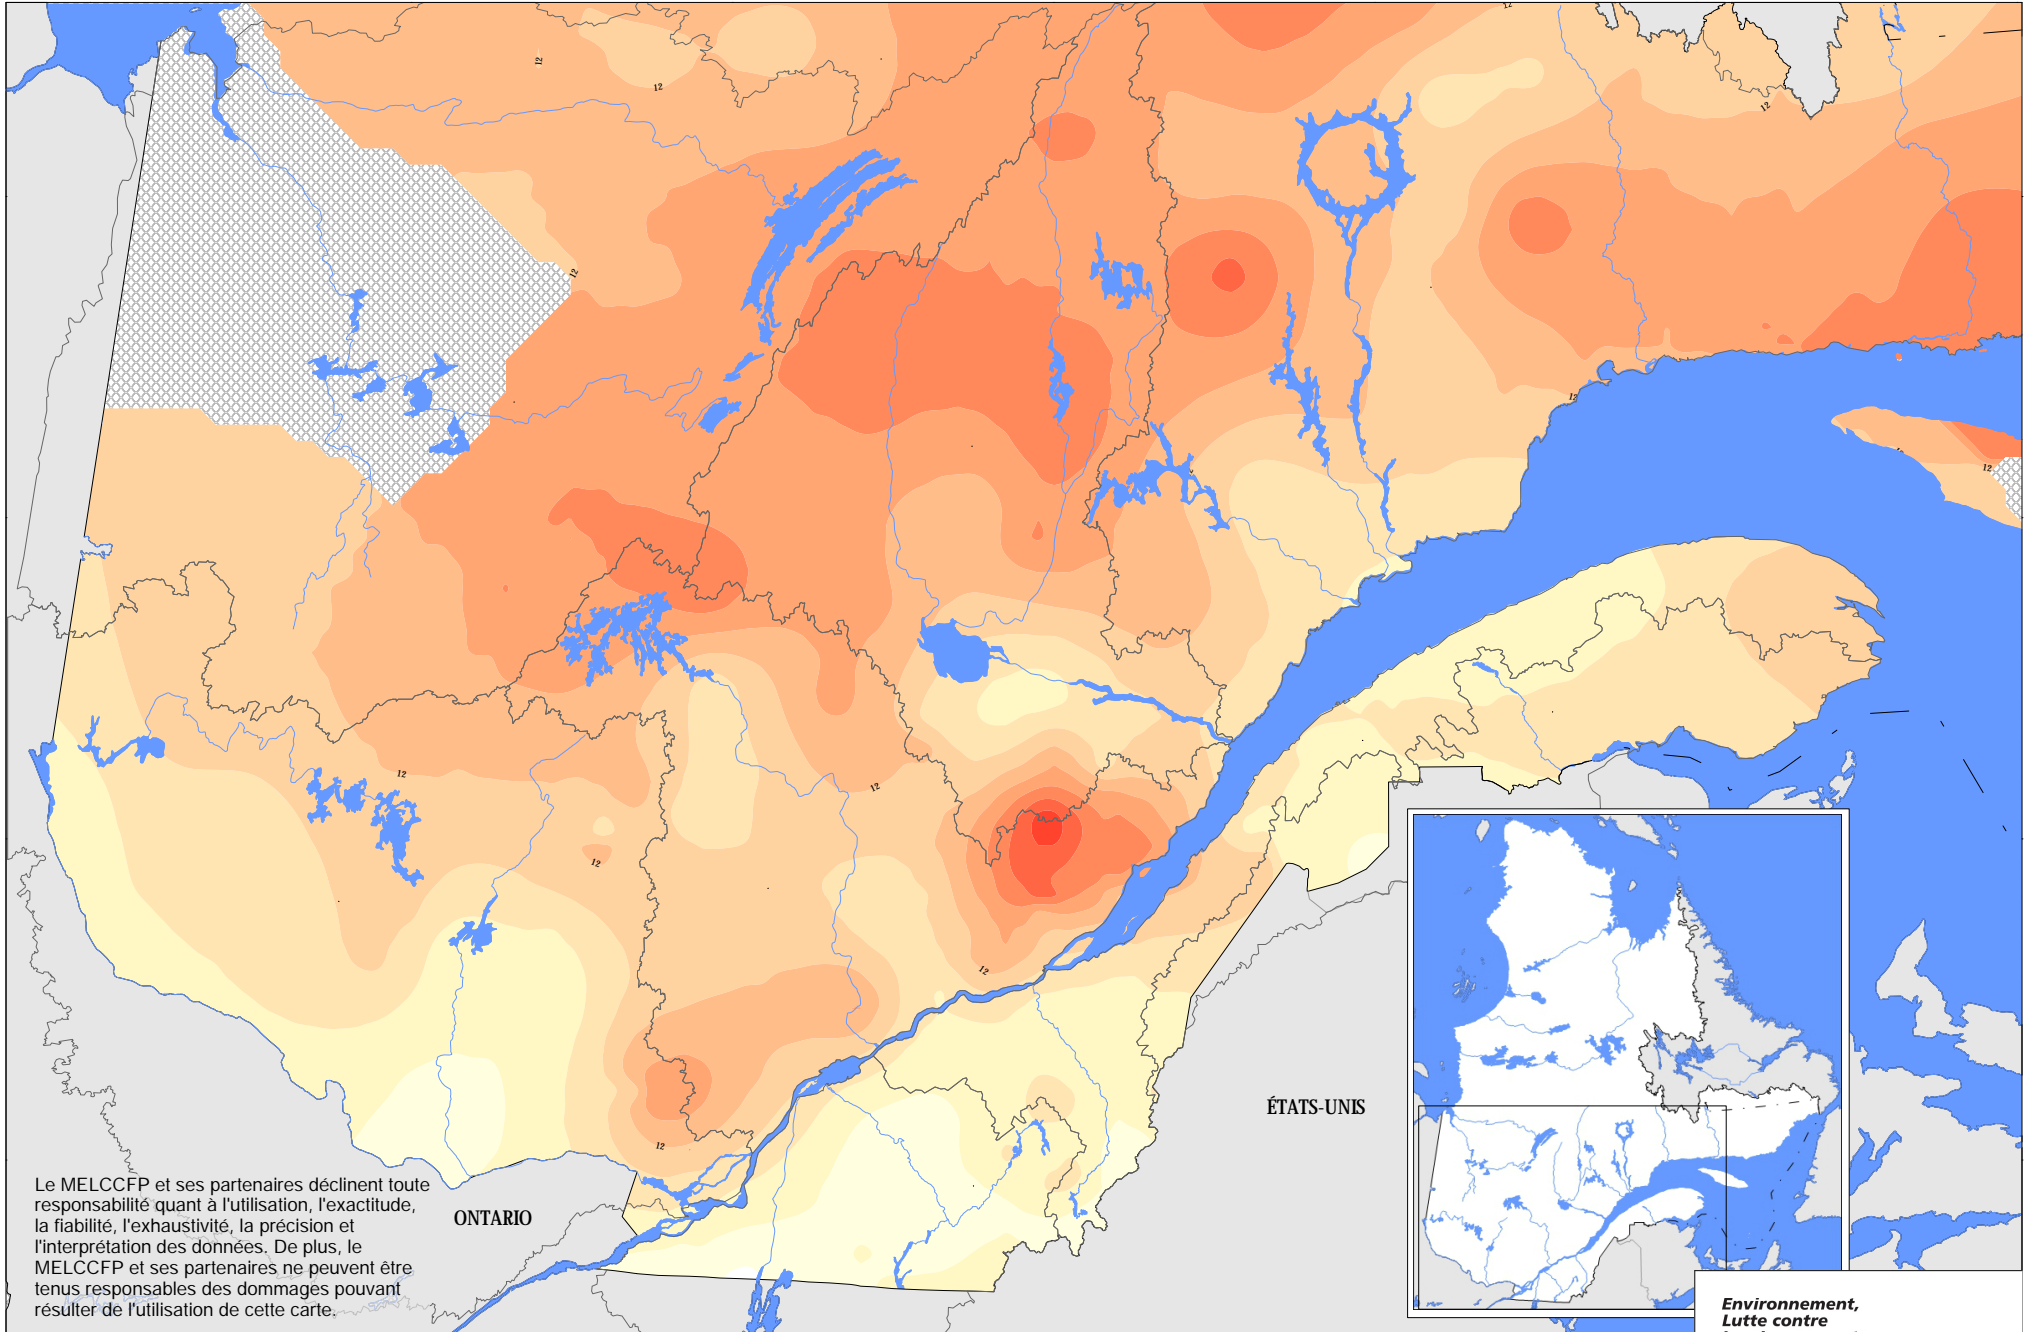 12
12
12
12
12
12
12
12
12
12
12
12
ÉTATS-UNIS
ONTARIO
Le MELCCFP et ses partenaires déclinent toute
responsabilité quant à l'utilisation, l'exactitude,
la fiabilité, l'exhaustivité, la précision et
l'interprétation des données. De plus, le
MELCCFP et ses partenaires ne peuvent être
tenus responsables des dommages pouvant
résulter de l'utilisation de cette carte.
Environnement,
Lutte contre